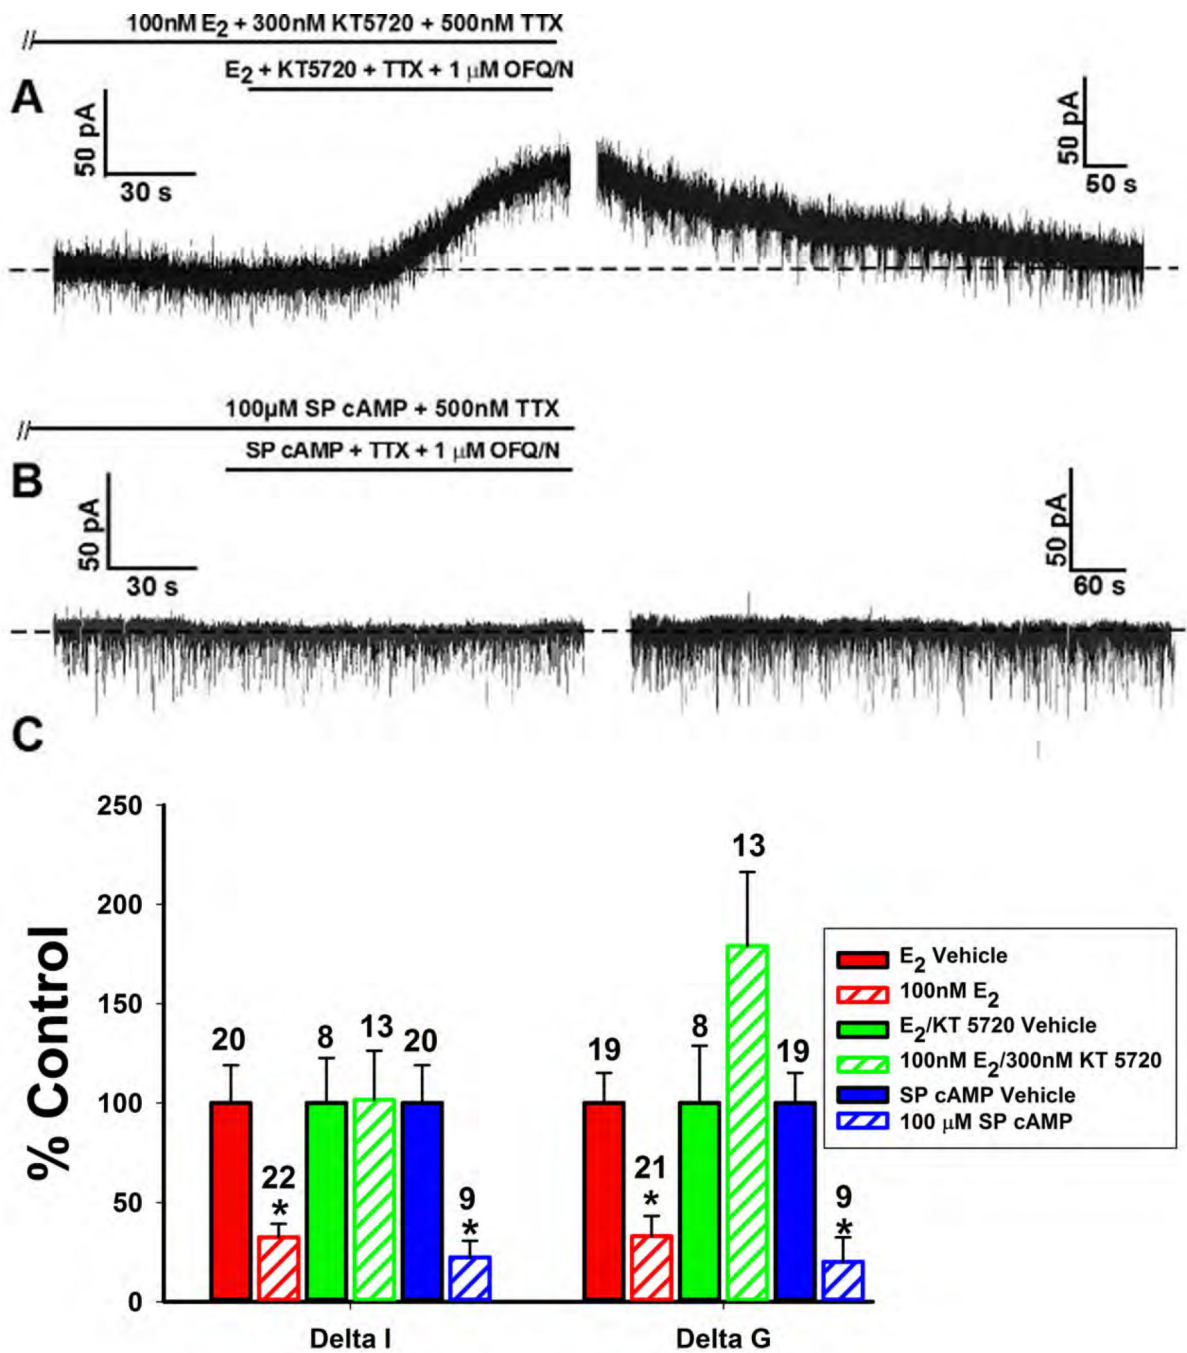 100nM E2 + 300nM KT5720 + 500nM TTX
//
E2 + KT5720 + TTX + 1 μM OFQ/N
A
50 pA
30 s
50 pA
50 s
100μM SP cAMP + 500nM TTX
//
SP cAMP + TTX + 1 μM OFQ/N
B
50 pA
30 s
50 pA
60 s
C
% Control
250
200
150
100
50
0
20
22
*
8
13
20
9
*
19
21
*
8
13
19
9
*
Delta I
Delta G
E2 Vehicle
100nM E2
E2/KT 5720 Vehicle
100nM E2/300nM KT 5720
SP cAMP Vehicle
100 μM SP cAMP